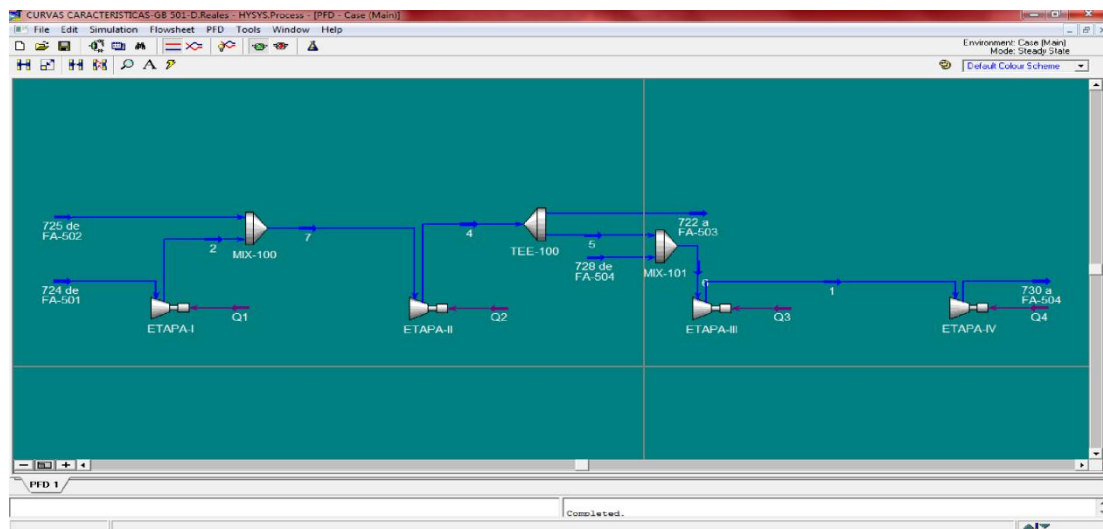 CURVAS CARACTERISTICAS-GB 501-D.Reales - HYSYS.Process - [PFD - Case (Main)]
File Edit Simulation Flowsheet PFD Tools Window Help
Environment: Case (Main)
Mode: Steady State
A
Default Colour Scheme
725 de
FA-502
2
MIX-100
7
4
TEE-100
5
722 a
FA-503
728 de
FA-504
MIX-101
6
724 de
FA-501
ETAPA-I
Q1
ETAPA-II
Q2
ETAPA-III
Q3
1
ETAPA-IV
730 a
FA-504
Q4
PFD 1
Completed.